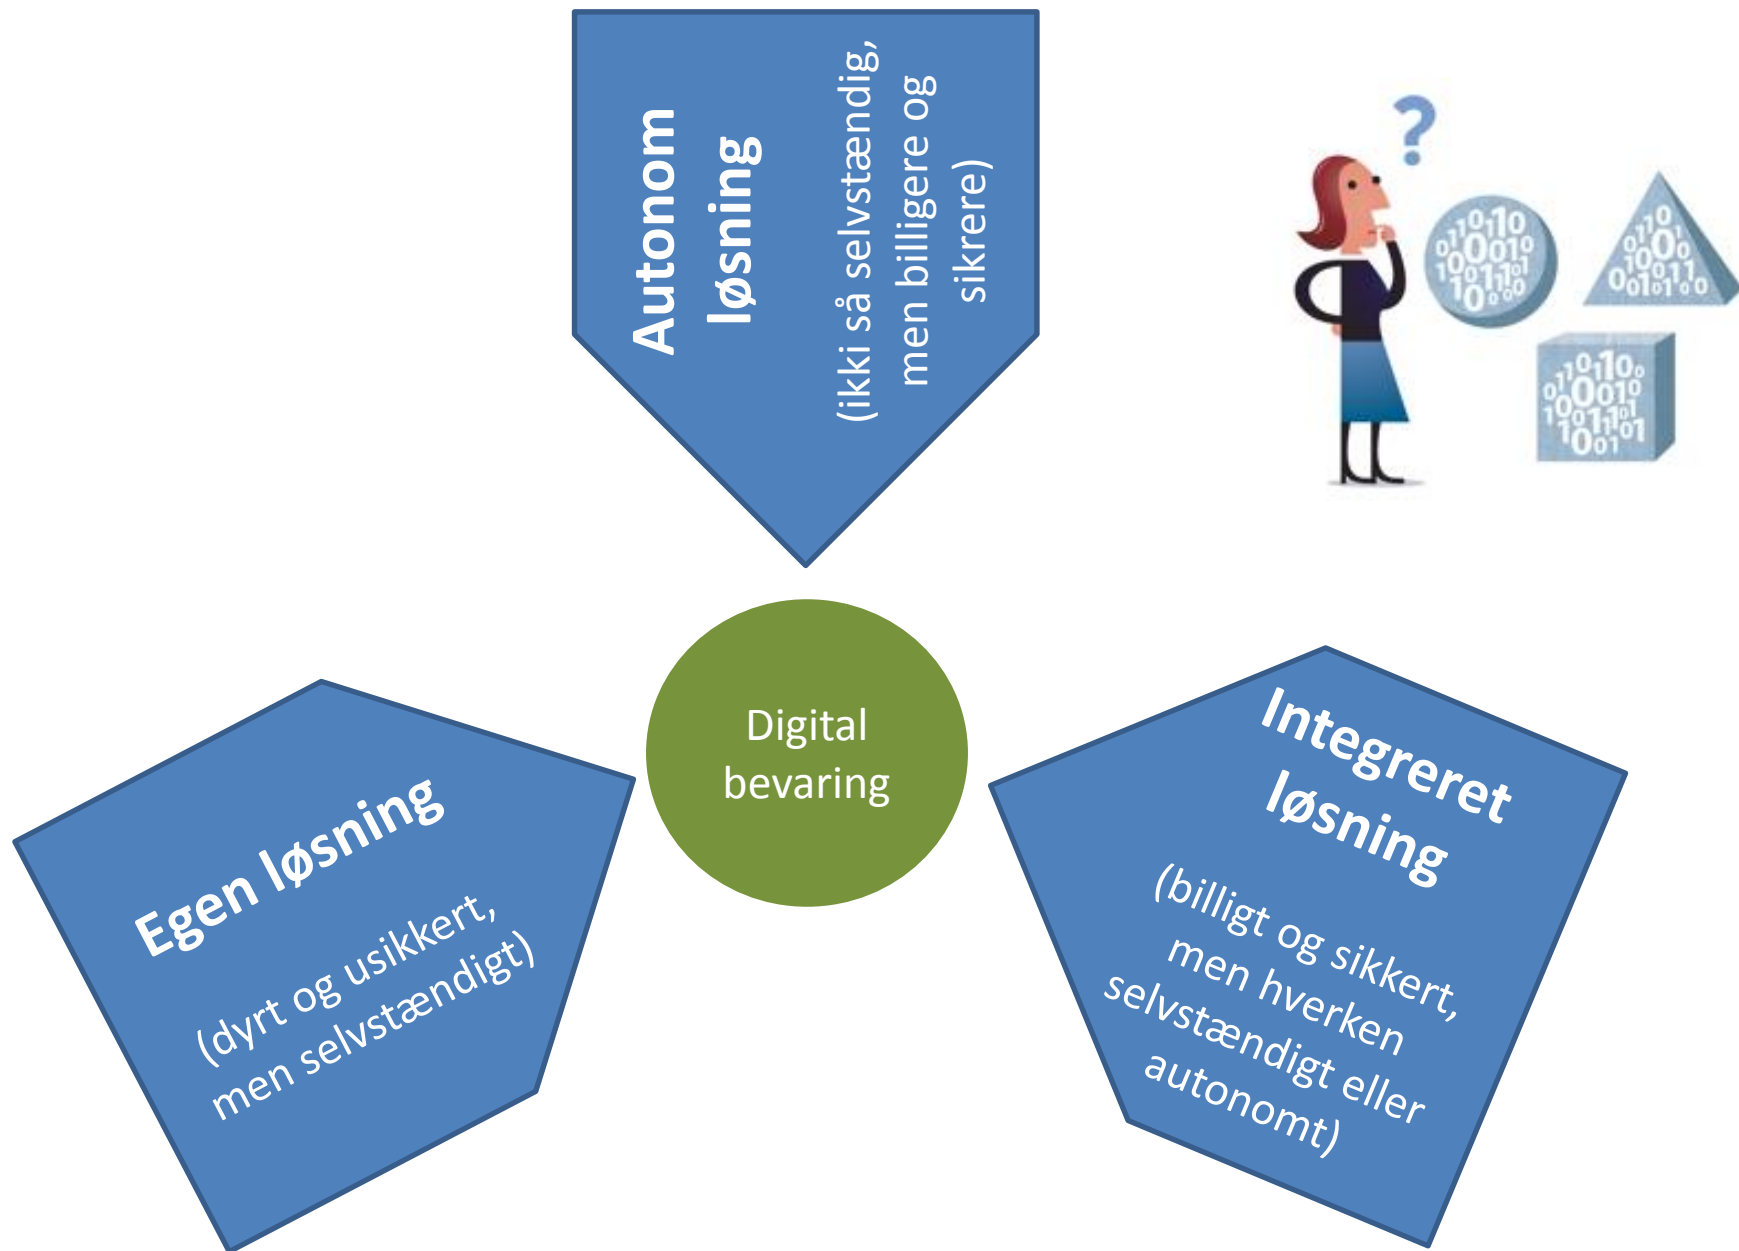 Autonom
løsning
(ikki så selvstændig,
men billigere og
sikrere)
?
Digital
bevaring
Egen løsning
(dyrt og usikkert,
men selvstændigt)
Integreret
løsning
(billigt og sikkert,
men hverken
selvstændigt eller
autonomt)